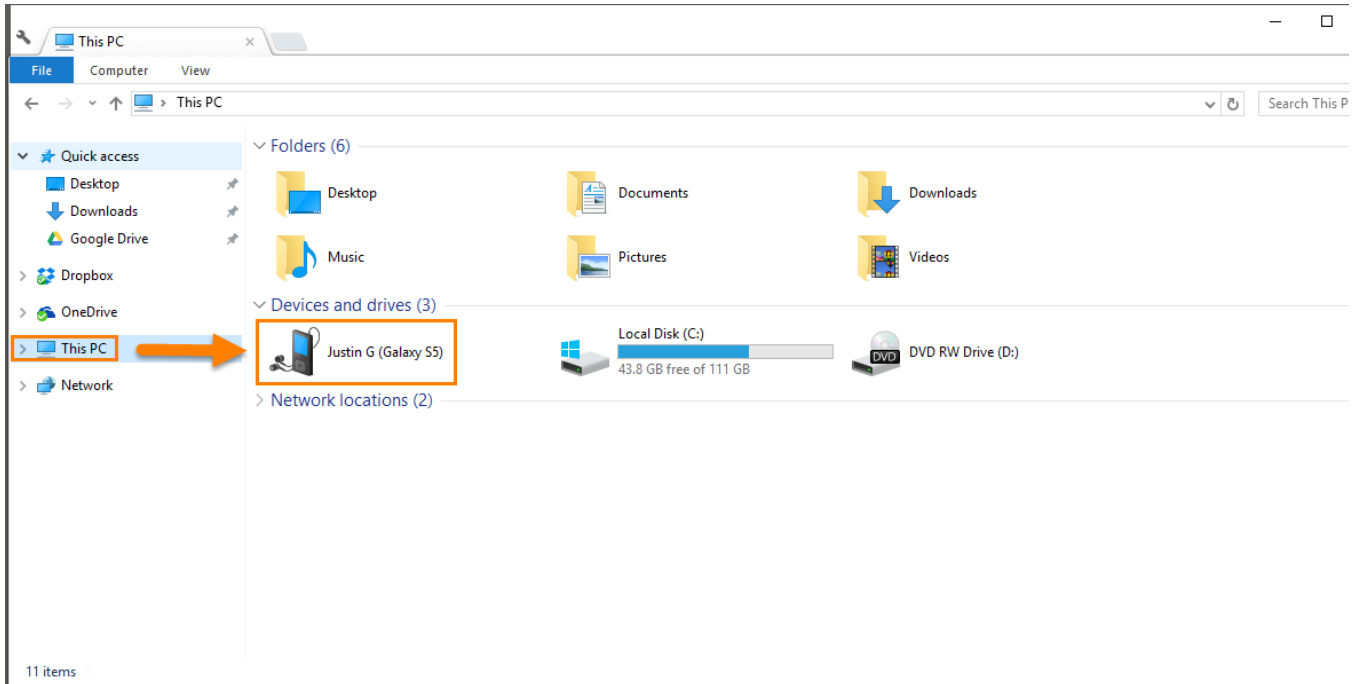 This PC
File Computer View
This PC
Search This P
Quick access
Desktop
Downloads
Google Drive
Dropbox
OneDrive
This PC
Network
Folders (6)
Desktop
Documents
Downloads
Music
Pictures
Videos
Devices and drives (3)
Justin G (Galaxy S5)
Local Disk (C:)
43.8 GB free of 111 GB
DVD
DVD RW Drive (D:)
Network locations (2)
11 items